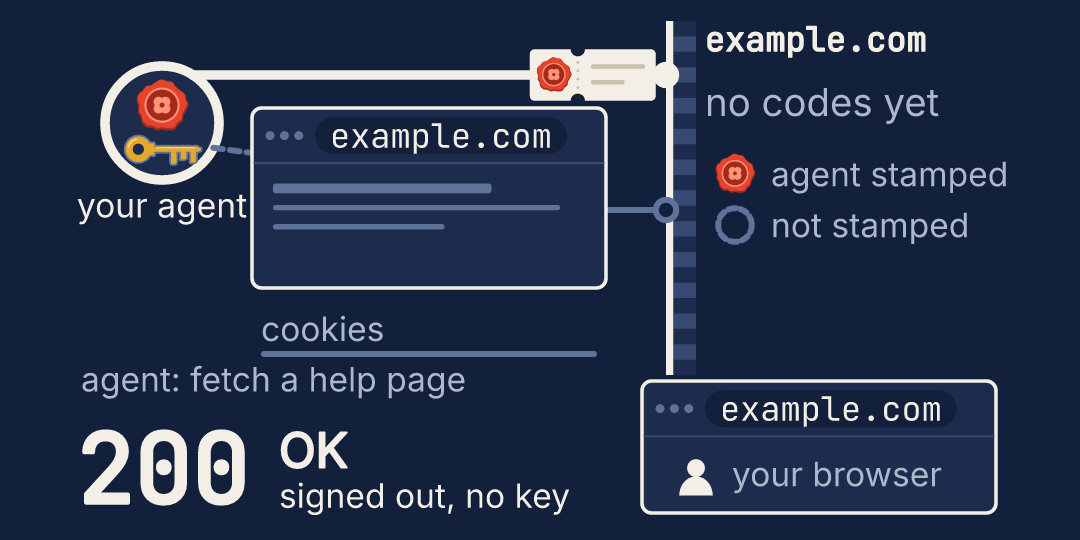 example.com
no codes yet
agent stamped
not stamped
your agent
example.com
cookies
agent: fetch a help page
200 OK
signed out, no key
example.com
your browser